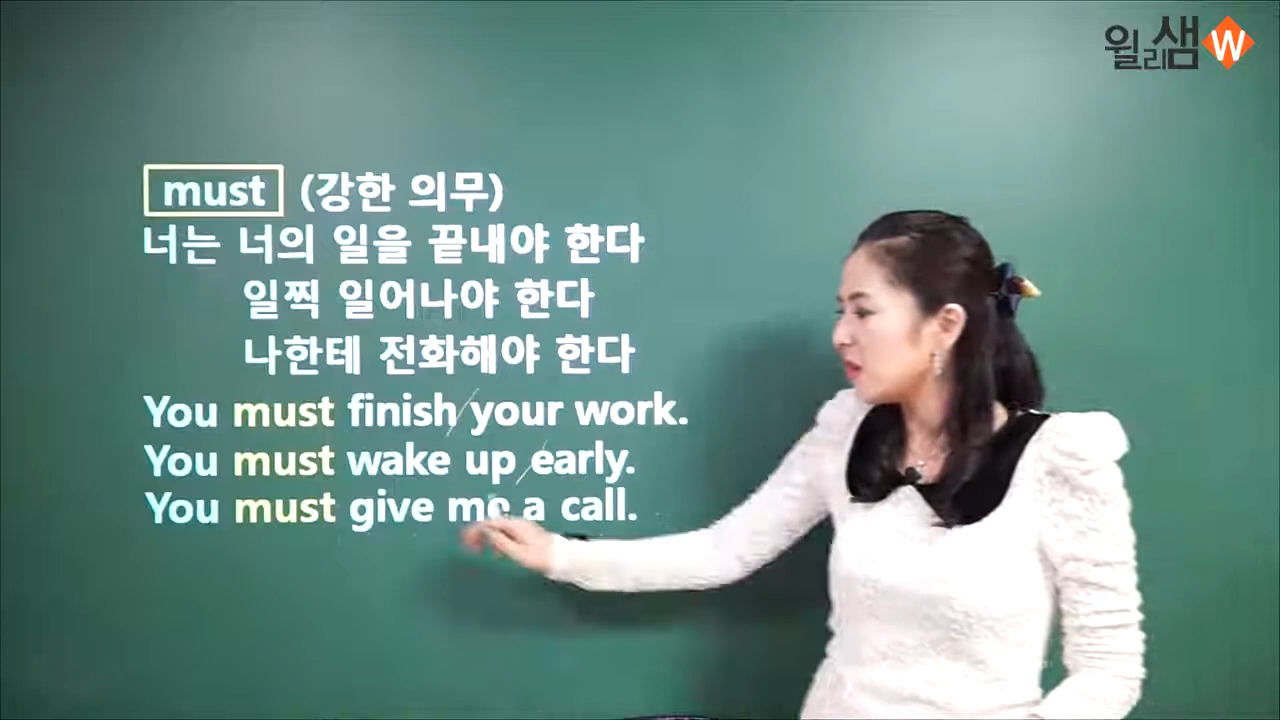 윌리샘 W
must (강한 의무)
너는 너의 일을 끝내야 한다
일찍 일어나야 한다
나한테 전화해야 한다
You must finish / your work.
You must wake up / early.
You must give me a call.